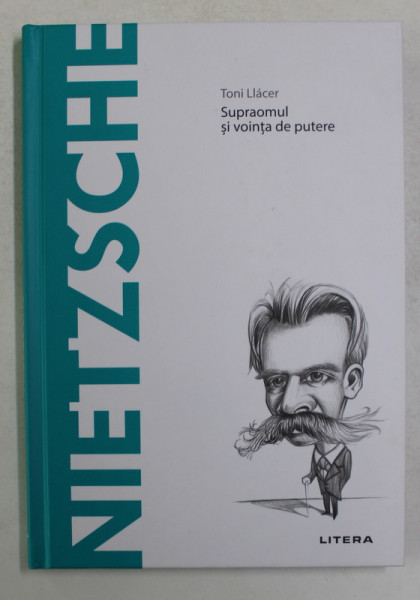 NIETZSCHE
Toni Llácer
Supraomul
și voința de putere
LITERA